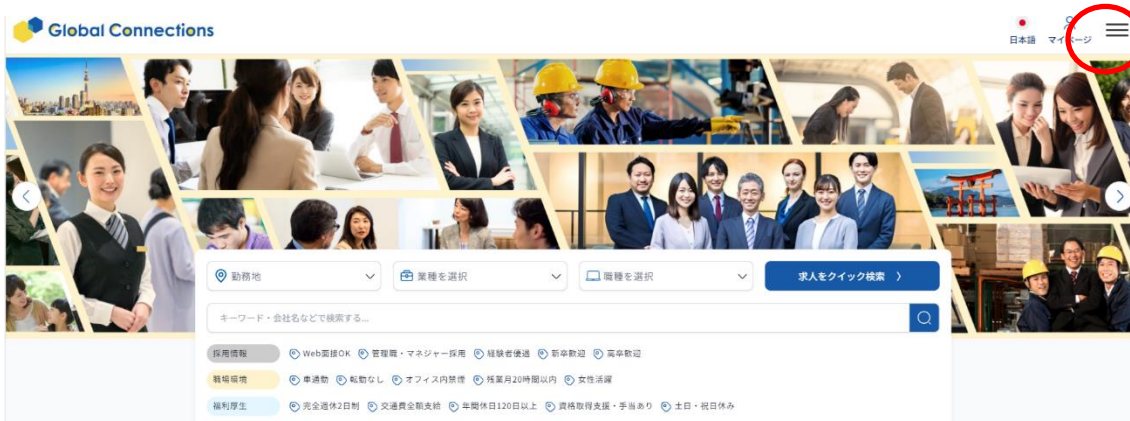 Global Connections
日本語 マイページ
勤務地
業種を選択
職種を選択
求人をクイック検索 〉
キーワード・会社名などで検索する...
採用情報 Web面接OK 管理職・マネジャー採用 経験者優遇 新卒歓迎 高卒歓迎
職場環境 車通勤 転勤なし オフィス内禁煙 残業月20時間以内 女性活躍
福利厚生 完全週休2日制 交通費全額支給 年間休日120日以上 資格取得支援・手当あり 土日・祝日休み